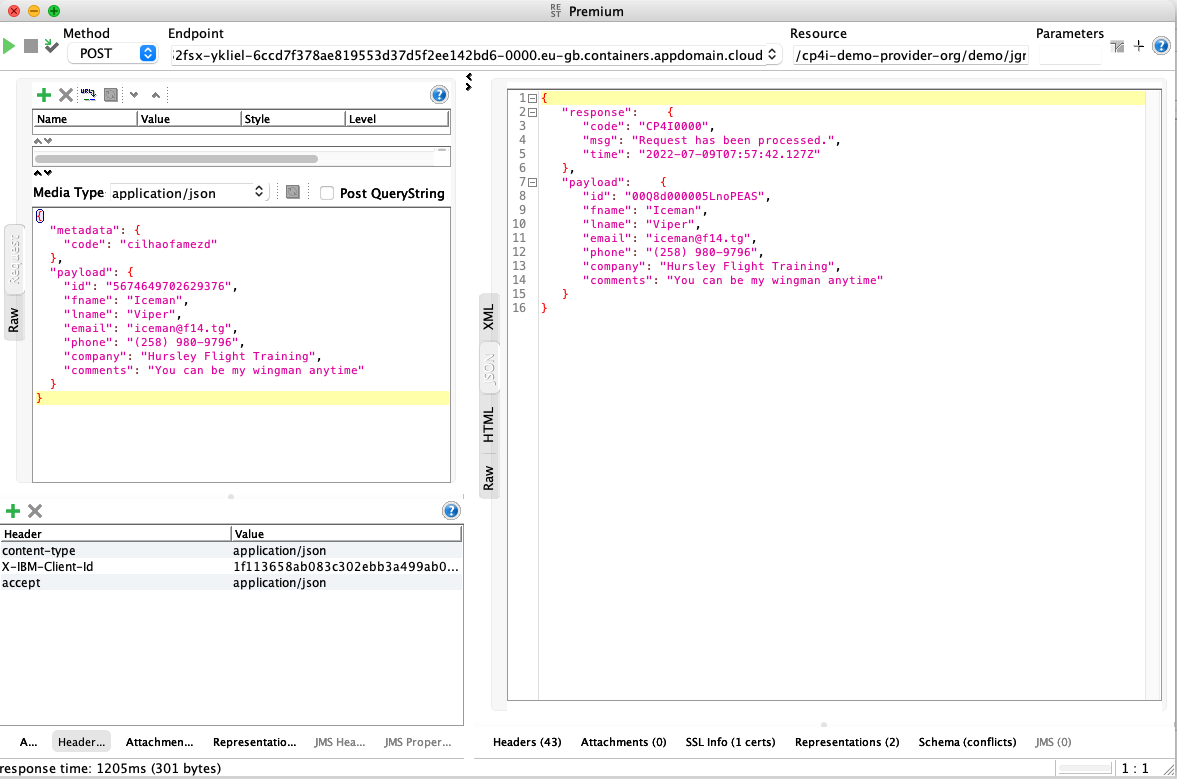 REST Premium
Method Endpoint Resource Parameters
POST :2fsx-ykliel-6ccd7f378ae819553d37d5f2ee142bd6-0000.eu-gb.containers.appdomain.cloud /cp4i-demo-provider-org/demo/jgr
Name Value Style Level
Media Type application/json Post QueryString
Request
Raw
{
"metadata": {
"code": "cilhaofamezd"
},
"payload": {
"id": "5674649702629376",
"fname": "Iceman",
"lname": "Viper",
"email": "iceman@f14.tg",
"phone": "(258) 980-9796",
"company": "Hursley Flight Training",
"comments": "You can be my wingman anytime"
}
}
XML
JSON
HTML
Raw
1 {
2 "response": {
3 "code": "CP4I0000",
4 "msg": "Request has been processed.",
5 "time": "2022-07-09T07:57:42.127Z"
6 },
7 "payload": {
8 "id": "00Q8d000005LnoPEAS",
9 "fname": "Iceman",
10 "lname": "Viper",
11 "email": "iceman@f14.tg",
12 "phone": "(258) 980-9796",
13 "company": "Hursley Flight Training",
14 "comments": "You can be my wingman anytime"
15 }
16 }
Header Value
content-type application/json
X-IBM-Client-Id 1f113658ab083c302ebb3a499ab0...
accept application/json
A... Header... Attachmen... Representatio... JMS Hea... JMS Proper...
Headers (43) Attachments (0) SSL Info (1 certs) Representations (2) Schema (conflicts) JMS (0)
response time: 1205ms (301 bytes) 1 : 1